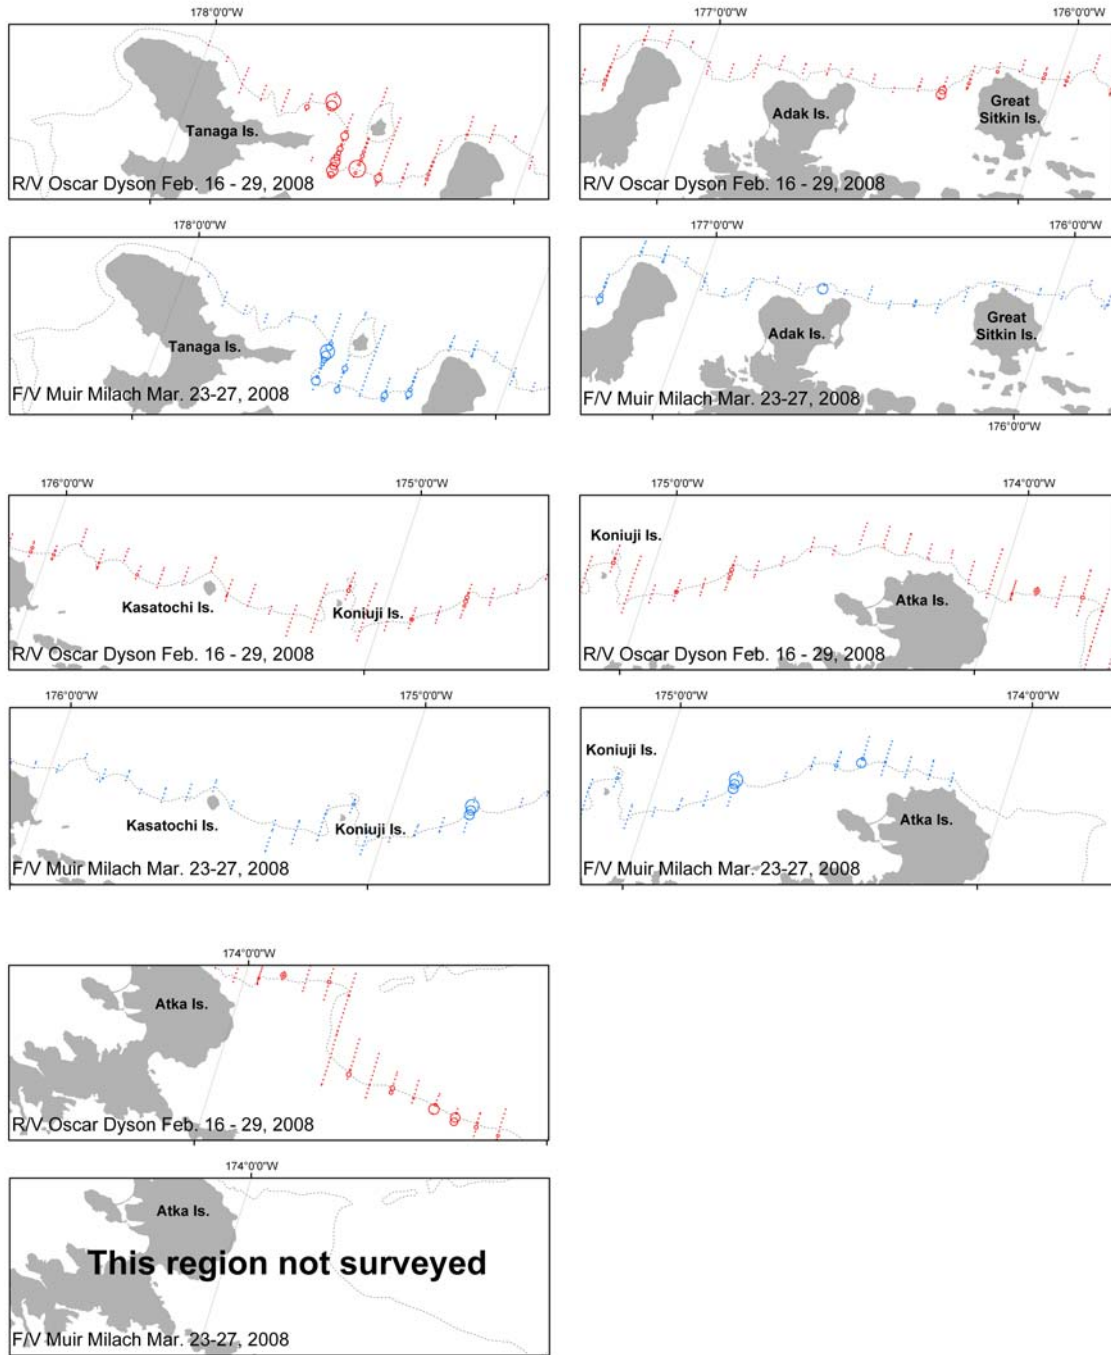 178°0'0"W
Tanaga Is.
R/V Oscar Dyson Feb. 16 - 29, 2008
177°0'0"W
176°0'0"W
Adak Is.
Great
Sitkin Is.
R/V Oscar Dyson Feb. 16 - 29, 2008
178°0'0"W
Tanaga Is.
F/V Muir Milach Mar. 23-27, 2008
177°0'0"W
176°0'0"W
Adak Is.
Great
Sitkin Is.
F/V Muir Milach Mar. 23-27, 2008
176°0'0"W
176°0'0"W
175°0'0"W
Kasatochi Is.
Koniuji Is.
R/V Oscar Dyson Feb. 16 - 29, 2008
175°0'0"W
174°0'0"W
Koniuji Is.
Atka Is.
R/V Oscar Dyson Feb. 16 - 29, 2008
176°0'0"W
175°0'0"W
Kasatochi Is.
Koniuji Is.
F/V Muir Milach Mar. 23-27, 2008
175°0'0"W
174°0'0"W
Koniuji Is.
Atka Is.
F/V Muir Milach Mar. 23-27, 2008
174°0'0"W
Atka Is.
R/V Oscar Dyson Feb. 16 - 29, 2008
174°0'0"W
Atka Is.
This region not surveyed
F/V Muir Milach Mar. 23-27, 2008